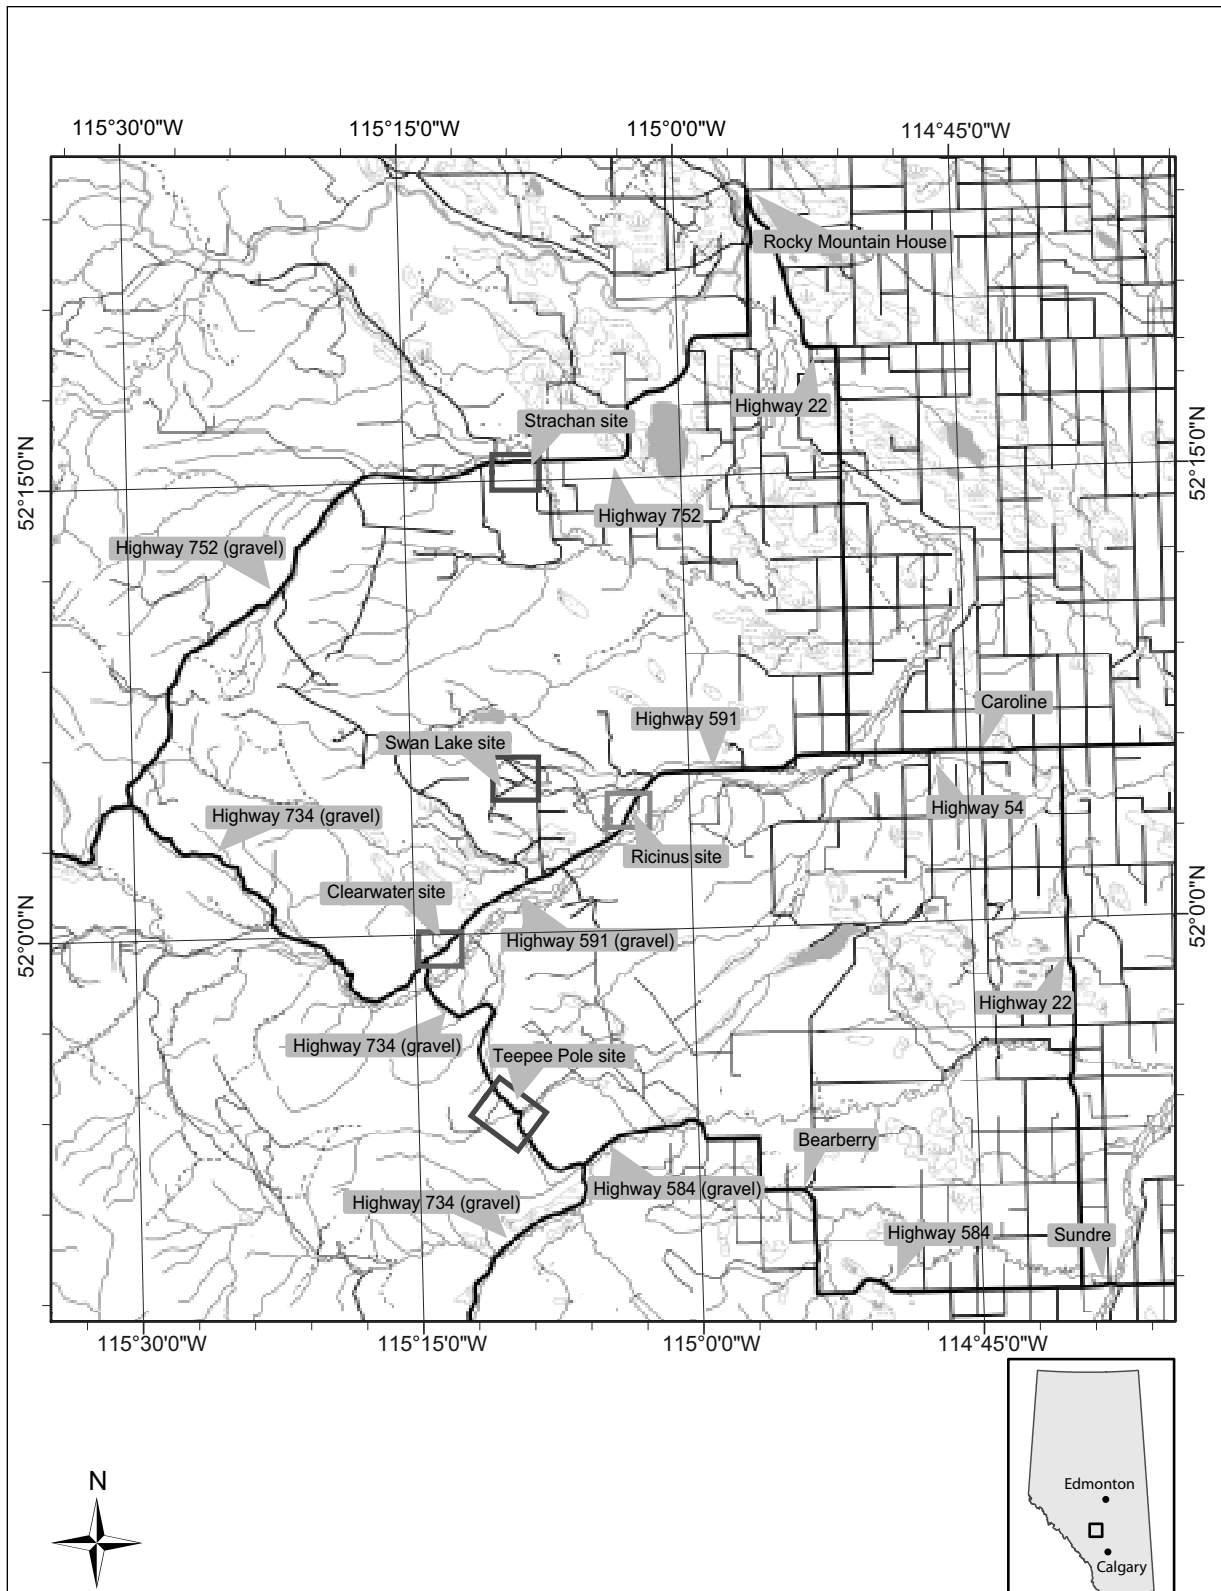 115°30'0"W
115°15'0"W
115°0'0"W
114°45'0"W
Rocky Mountain House
Highway 22
Strachan site
52°15'0"N
52°15'0"N
Highway 752
Highway 752 (gravel)
Caroline
Highway 591
Swan Lake site
Highway 54
Highway 734 (gravel)
Ricinus site
Clearwater site
52°0'0"N
52°0'0"N
Highway 591 (gravel)
Highway 22
Highway 734 (gravel)
Teepee Pole site
Bearberry
Highway 584 (gravel)
Highway 734 (gravel)
Highway 584
Sundre
115°30'0"W
115°15'0"W
115°0'0"W
114°45'0"W
N
Edmonton
Calgary